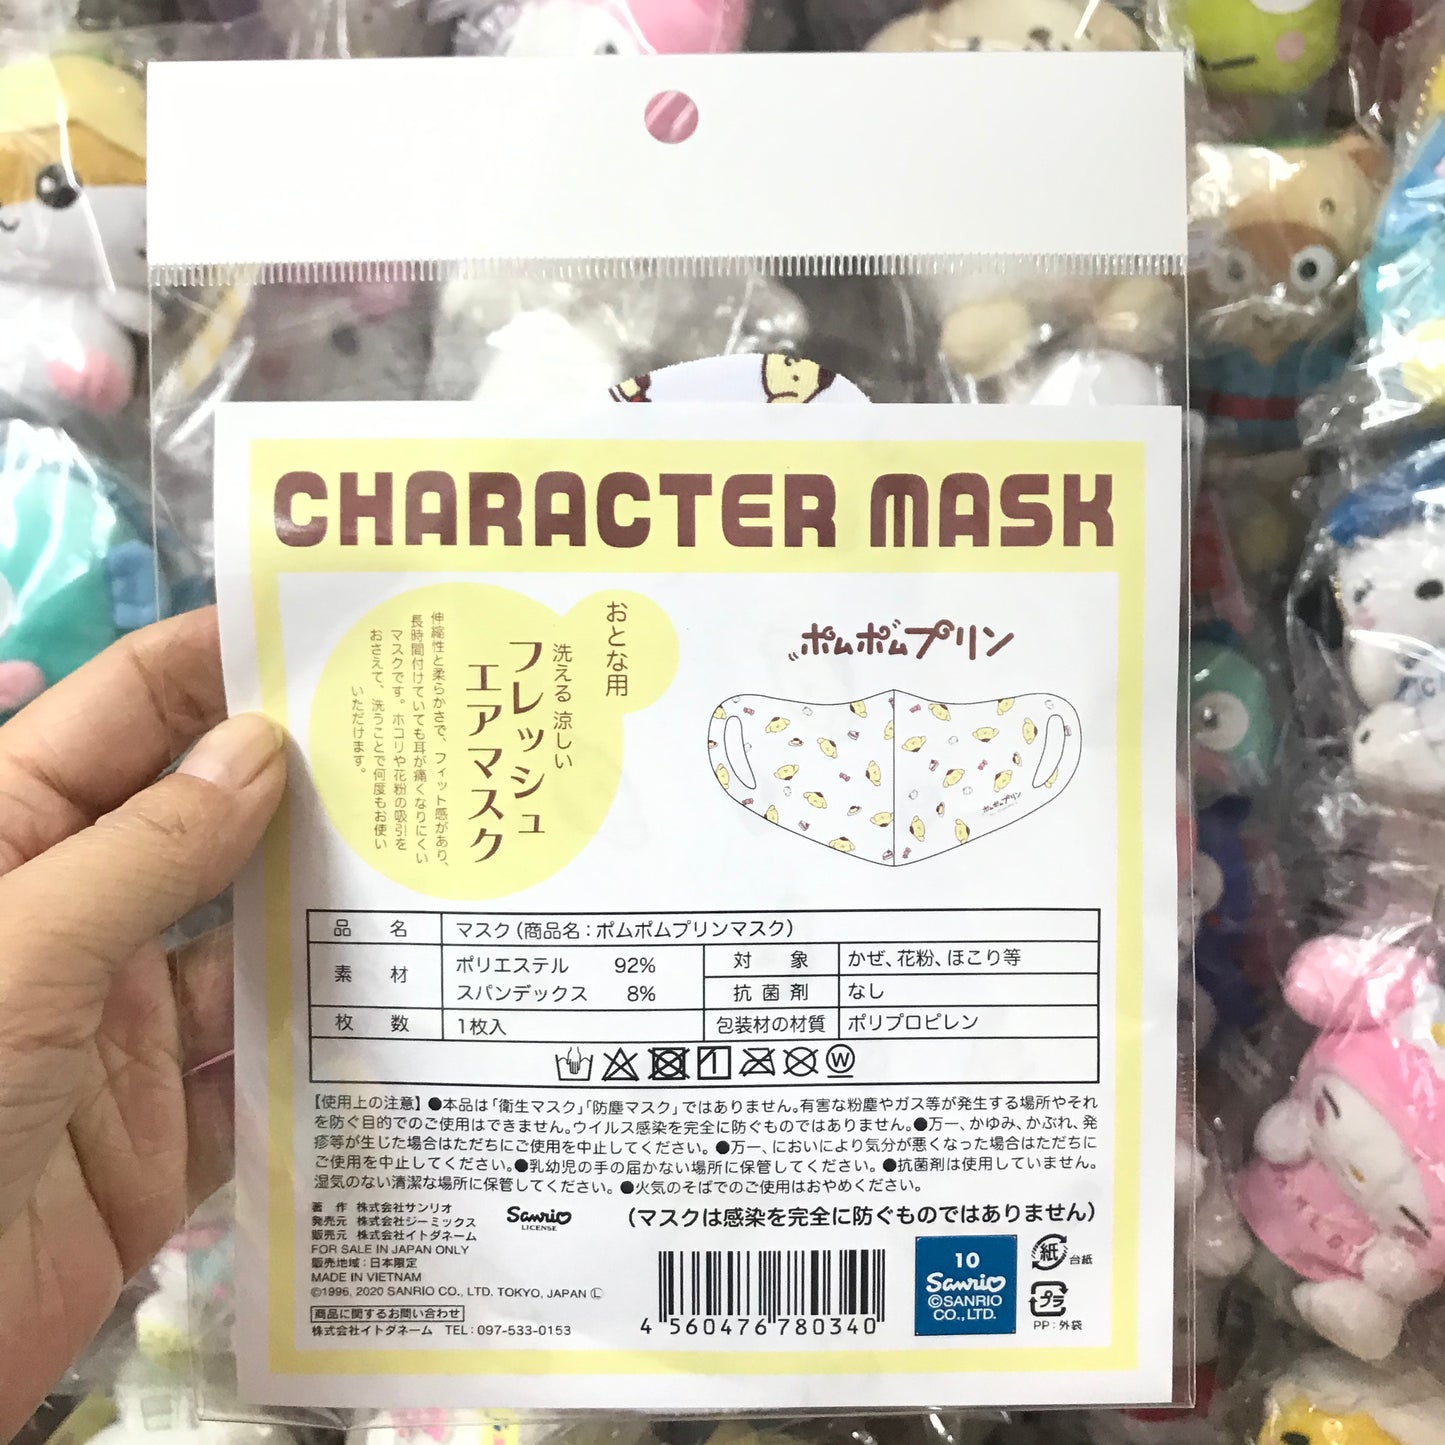 CHARACTER MASK
おとな用
洗える 涼しい
フレッシュ
エアマスク
伸縮性と柔らかさで、フィット感があり、
長時間付けていても耳が痛くなりにくい
マスクです。ホコリや花粉の吸引を
おさえて、洗うことで何度もお使い
いただけます。
ポムポムプリン
ポムポムプリン
品 名 マスク(商品名:ポムポムプリンマスク)
素 材 ポリエステル 92%
スパンデックス 8%
対 象 かぜ、花粉、ほこり等
抗菌剤 なし
枚 数 1枚入 包装材の材質 ポリプロピレン
W
【使用上の注意】●本品は「衛生マスク」「防塵マスク」ではありません。有害な粉塵やガス等が発生する場所やそれ
を防ぐ目的でのご使用はできません。ウイルス感染を完全に防ぐものではありません。●万一、かゆみ、かぶれ、発
疹等が生じた場合はただちにご使用を中止してください。●万一、においにより気分が悪くなった場合はただちに
ご使用を中止してください。●乳幼児の手の届かない場所に保管してください。●抗菌剤は使用していません。
湿気のない清潔な場所に保管してください。●火気のそばでのご使用はおやめください。
著 作 株式会社サンリオ
発売元 株式会社ジーミックス
販売元 株式会社イトダネーム
FOR SALE IN JAPAN ONLY
販売地域:日本限定
MADE IN VIETNAM
©1996, 2020 SANRIO CO., LTD. TOKYO, JAPAN Ⓛ
商品に関するお問い合わせ
株式会社イトダネーム TEL:097-533-0153
Sanrio
LICENSE
(マスクは感染を完全に防ぐものではありません)
4 560476 780340
10
Sanrio
©SANRIO
CO.,LTD.
紙 台紙
プラ
PP:外袋